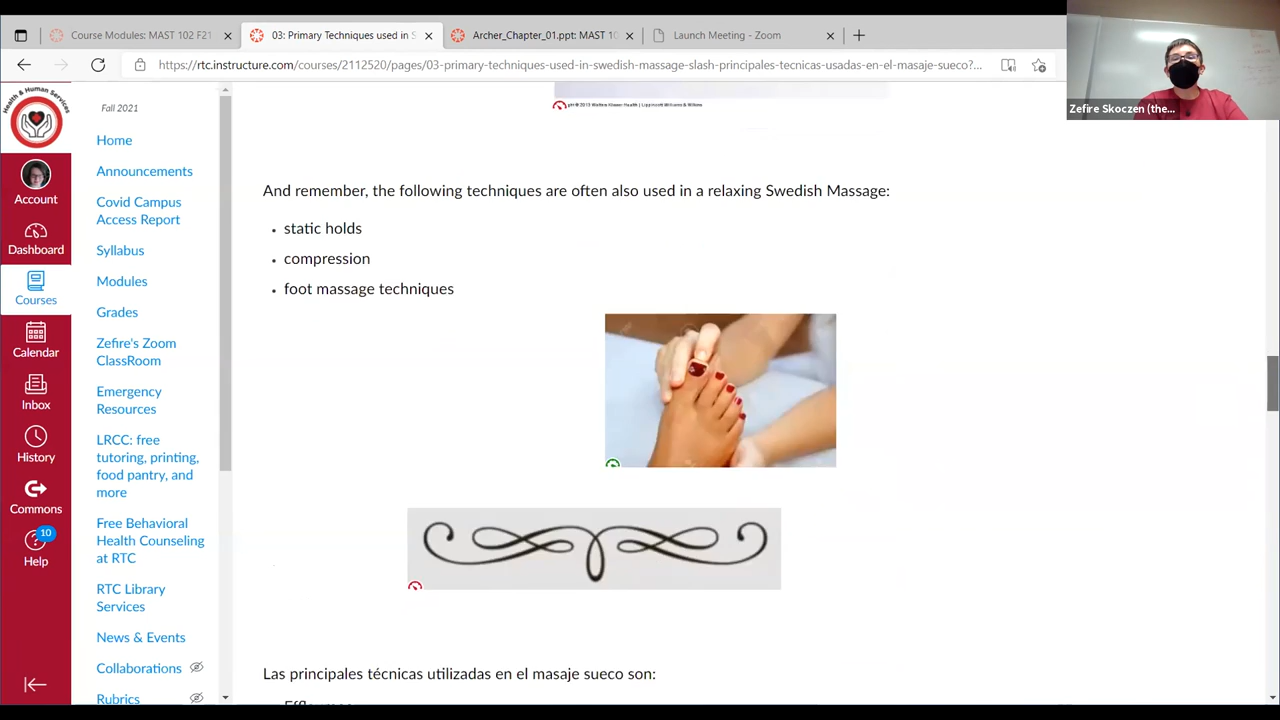 Course Modules: MAST 102 F21
03: Primary Techniques used in S
Archer_Chapter_01.ppt: MAST 10
Launch Meeting - Zoom
https://rtc.instructure.com/courses/2112520/pages/03-primary-techniques-used-in-swedish-massage-slash-principales-tecnicas-usadas-en-el-masaje-sueco?...
Zefire Skoczen (the...
Health & Human Services
Account
Dashboard
Courses
Calendar
Inbox
History
Commons
10
Help
Fall 2021
Home
Announcements
Covid Campus
Access Report
Syllabus
Modules
Grades
Zefire's Zoom
ClassRoom
Emergency
Resources
LRCC: free
tutoring, printing,
food pantry, and
more
Free Behavioral
Health Counseling
at RTC
RTC Library
Services
News & Events
Collaborations
Rubrics
And remember, the following techniques are often also used in a relaxing Swedish Massage:
• static holds
• compression
• foot massage techniques
Las principales técnicas utilizadas en el masaje sueco son: